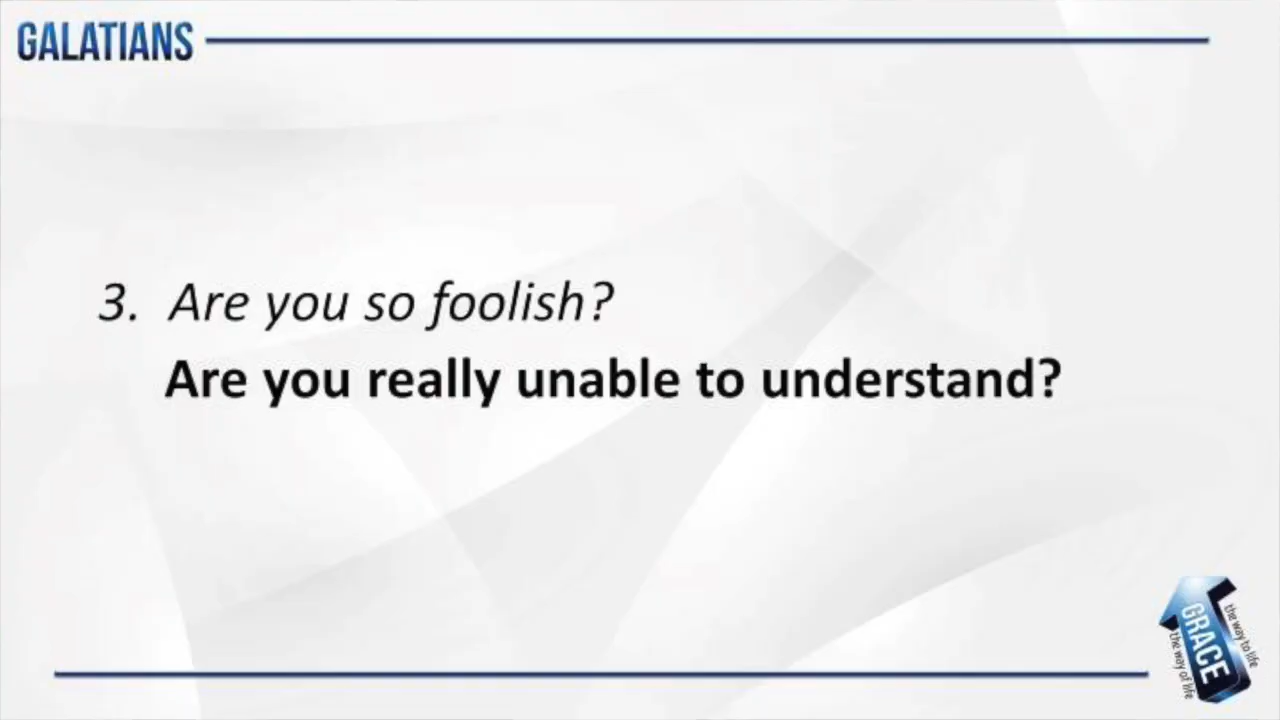 GALATIANS
3. Are you so foolish?
Are you really unable to understand?
GRACE
the way to life
the way of life